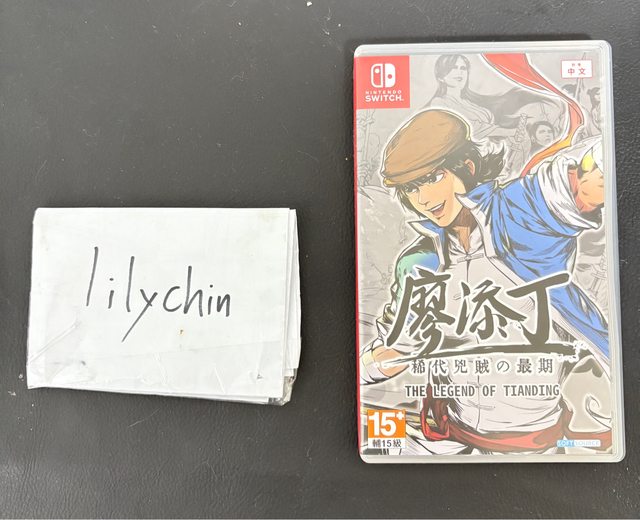 lilychin
NINTENDO
SWITCH
中文
廖添丁
稀代兇賊の最期
THE LEGEND OF TIANDING
15+
輔15級
SOFTSOURCE